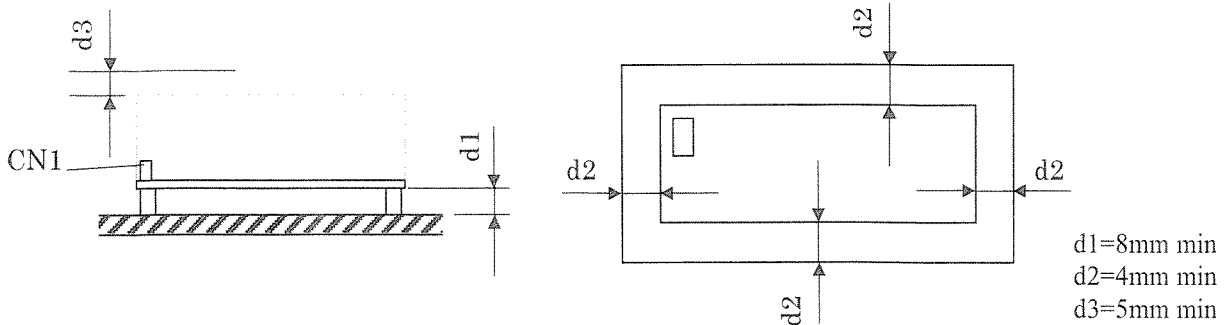 d3
CN1
d1
d2
d2
d2
d2
d1=8mm min
d2=4mm min
d3=5mm min